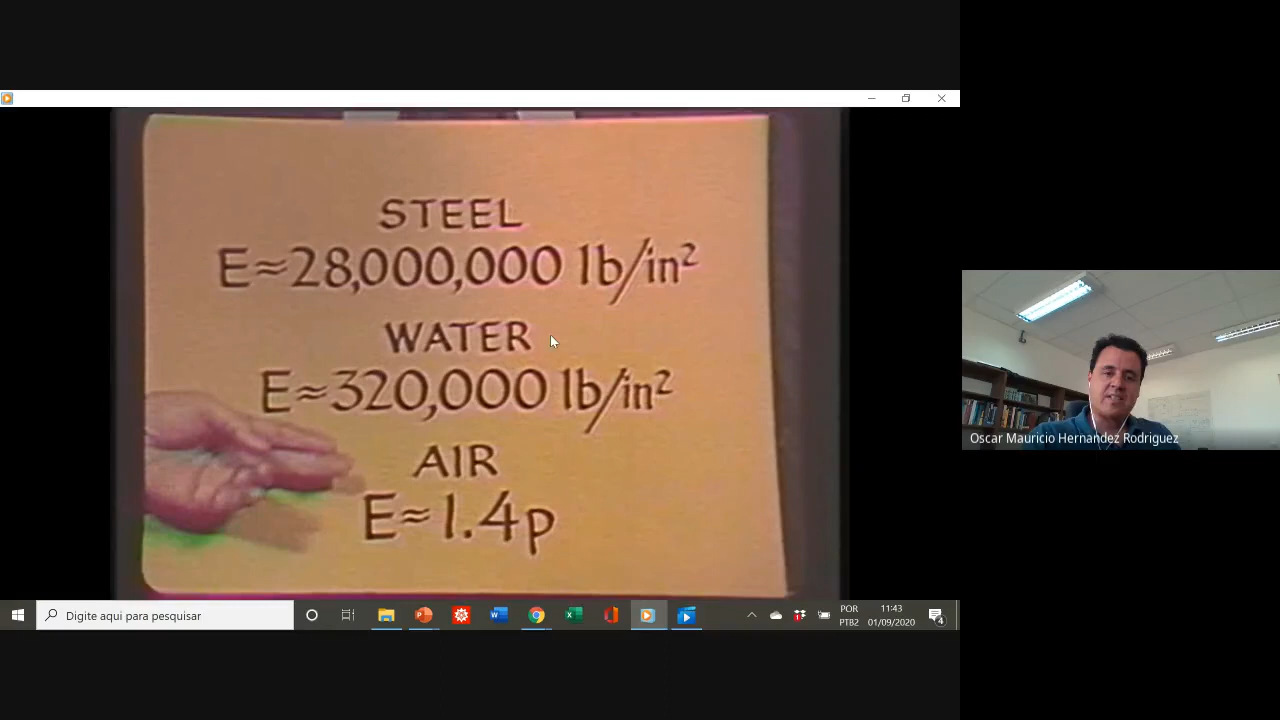 STEEL
E≈28,000,000 lb/in²
WATER
E≈320,000 lb/in²
AIR
E≈1.4p
Oscar Mauricio Hernandez Rodriguez
Digite aqui para pesquisar
POR
PTB2
11:43
01/09/2020
4